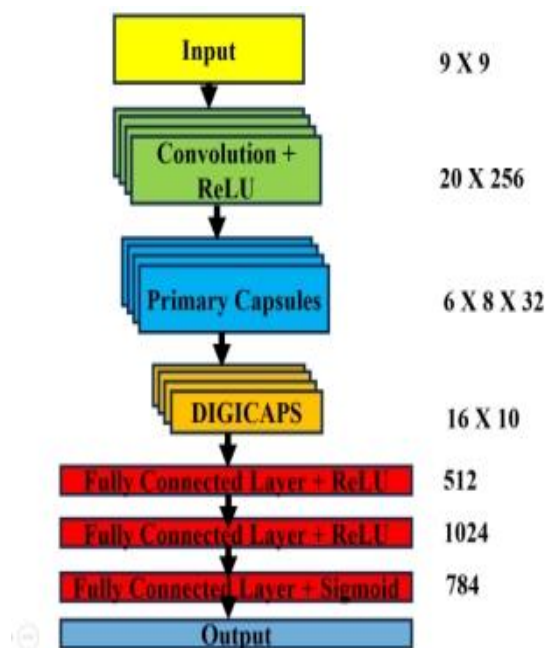 Input
9 X 9
Convolution +
ReLU
20 X 256
Primary Capsules
6 X 8 X 32
DIGICAPS
16 X 10
Fully Connected Layer + ReLU
512
Fully Connected Layer + ReLU
1024
Fully Connected Layer + Sigmoid
784
Output